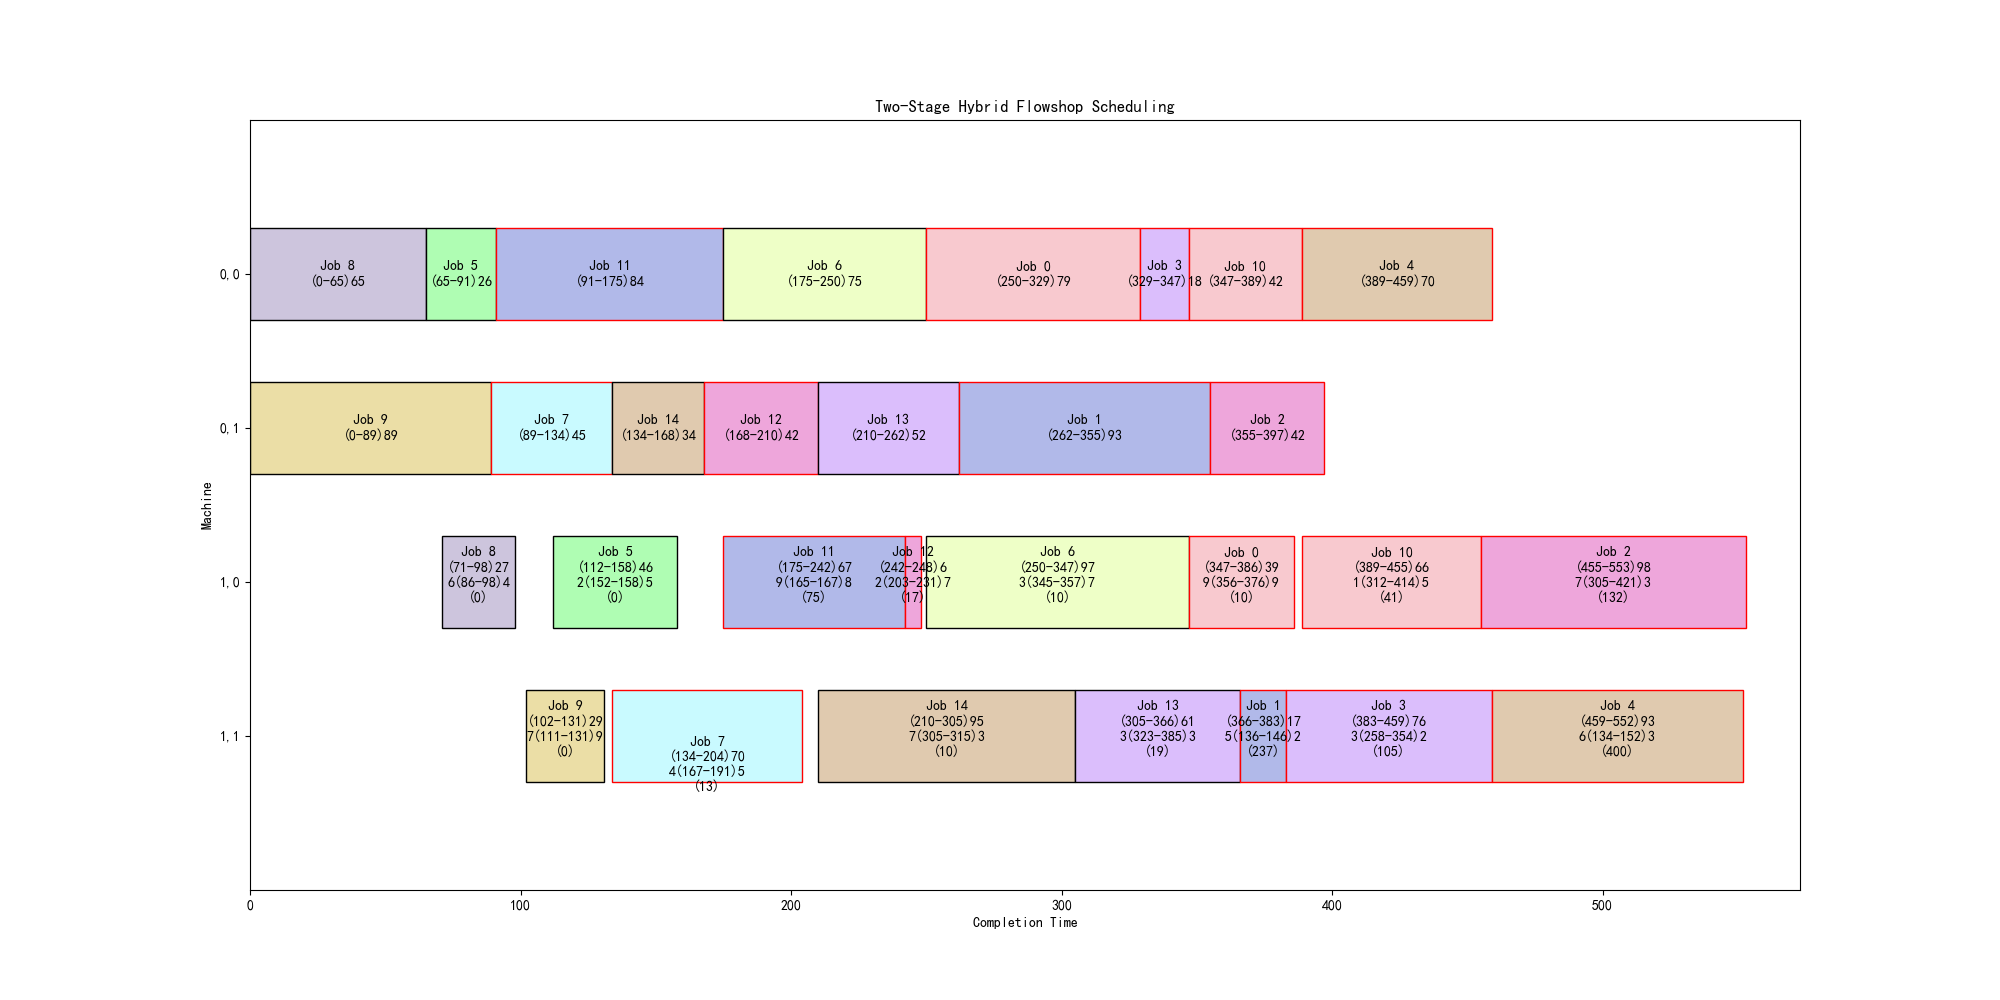 Two-Stage Hybrid Flowshop Scheduling
Machine
0,0
Job 8
(0-65)65
Job 5
(65-91)26
Job 11
(91-175)84
Job 6
(175-250)75
Job 0
(250-329)79
Job 3
(329-347)18
Job 10
(347-389)42
Job 4
(389-459)70
0,1
Job 9
(0-89)89
Job 7
(89-134)45
Job 14
(134-168)34
Job 12
(168-210)42
Job 13
(210-262)52
Job 1
(262-355)93
Job 2
(355-397)42
1,0
Job 8
(71-98)27
6(86-98)4
(0)
Job 5
(112-158)46
2(152-158)5
(0)
Job 11
(175-242)67
9(165-167)8
(75)
Job 12
(242-248)6
2(203-231)7
(17)
Job 6
(250-347)97
3(345-357)7
(10)
Job 0
(347-386)39
9(356-376)9
(10)
Job 10
(389-455)66
1(312-414)5
(41)
Job 2
(455-553)98
7(305-421)3
(132)
1,1
Job 9
(102-131)29
7(111-131)9
(0)
Job 7
(134-204)70
4(167-191)5
(13)
Job 14
(210-305)95
7(305-315)3
(10)
Job 13
(305-366)61
3(323-385)3
(19)
Job 1
(366-383)17
5(136-146)2
(237)
Job 3
(383-459)76
3(258-354)2
(105)
Job 4
(459-552)93
6(134-152)3
(400)
0
100
200
300
400
500
Completion Time